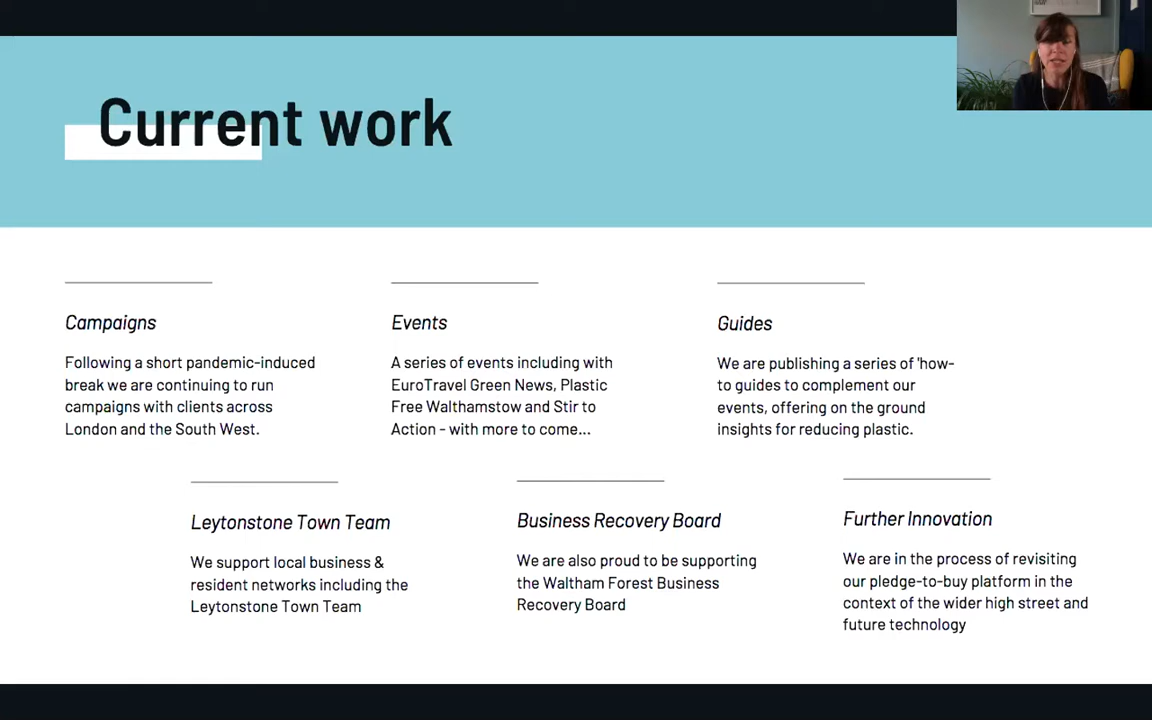 Current work
Campaigns
Following a short pandemic-induced
break we are continuing to run
campaigns with clients across
London and the South West.
Events
A series of events including with
EuroTravel Green News, Plastic
Free Walthamstow and Stir to
Action - with more to come...
Guides
We are publishing a series of 'how-
to guides to complement our
events, offering on the ground
insights for reducing plastic.
Leytonstone Town Team
We support local business &
resident networks including the
Leytonstone Town Team
Business Recovery Board
We are also proud to be supporting
the Waltham Forest Business
Recovery Board
Further Innovation
We are in the process of revisiting
our pledge-to-buy platform in the
context of the wider high street and
future technology